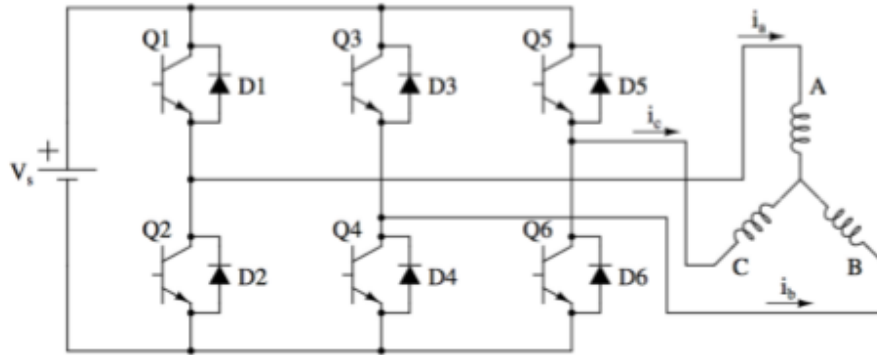 i_a
Q1
Q3
Q5
D1
D3
D5
A
i_c
+
V_s
Q2
Q4
Q6
D2
D4
D6
C
B
i_b